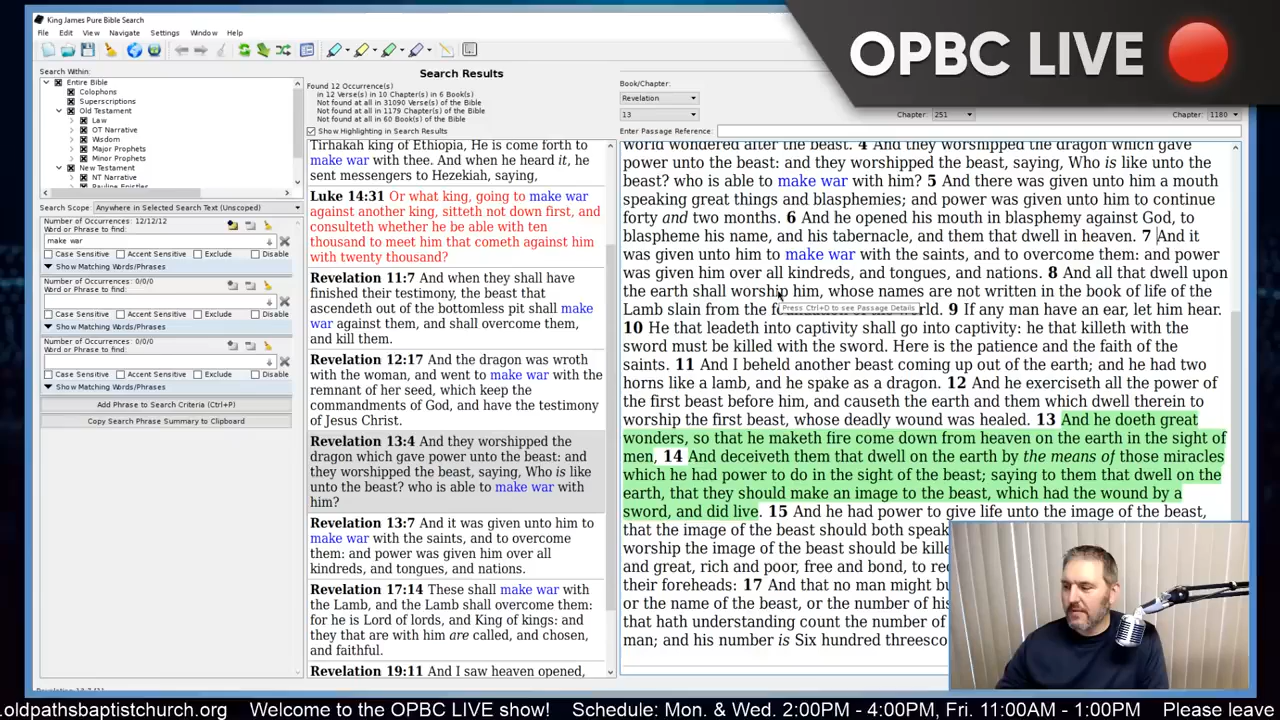 King James Pure Bible Search
OPBC LIVE
File Edit View Navigate Settings Window Help
Search Within:
Entire Bible
Colophons
Superscriptions
Old Testament
Law
OT Narrative
Wisdom
Major Prophets
Minor Prophets
New Testament
NT Narrative
Pauline Epistles
Search Scope: Anywhere in Selected Search Text (Unscoped)
Number of Occurrences: 12/12/12
Word or Phrase to find:
make war
Case Sensitive Accent Sensitive Exclude Disable
Show Matching Words/Phrases
Number of Occurrences: 0/0/0
Word or Phrase to find:
Case Sensitive Accent Sensitive Exclude Disable
Show Matching Words/Phrases
Number of Occurrences: 0/0/0
Word or Phrase to find:
Case Sensitive Accent Sensitive Exclude Disable
Show Matching Words/Phrases
Add Phrase to Search Criteria (Ctrl+P)
Copy Search Phrase Summary to Clipboard
Search Results
Found 12 Occurrence(s)
in 12 Verse(s) in 10 Chapter(s) in 6 Book(s)
Not found at all in 31090 Verse(s) of the Bible
Not found at all in 1179 Chapter(s) of the Bible
Not found at all in 60 Book(s) of the Bible
Show Highlighting in Search Results
Tirhakah king of Ethiopia, He is come forth to
make war with thee. And when he heard it, he
sent messengers to Hezekiah, saying,
Luke 14:31 Or what king, going to make war
against another king, sitteth not down first, and
consulteth whether he be able with ten
thousand to meet him that cometh against him
with twenty thousand?
Revelation 11:7 And when they shall have
finished their testimony, the beast that
ascendeth out of the bottomless pit shall make
war against them, and shall overcome them,
and kill them.
Revelation 12:17 And the dragon was wroth
with the woman, and went to make war with the
remnant of her seed, which keep the
commandments of God, and have the testimony
of Jesus Christ.
Revelation 13:4 And they worshipped the
dragon which gave power unto the beast: and
they worshipped the beast, saying, Who is like
unto the beast? who is able to make war with
him?
Revelation 13:7 And it was given unto him to
make war with the saints, and to overcome
them: and power was given him over all
kindreds, and tongues, and nations.
Revelation 17:14 These shall make war with
the Lamb, and the Lamb shall overcome them:
for he is Lord of lords, and King of kings: and
they that are with him are called, and chosen,
and faithful.
Revelation 19:11 And I saw heaven opened,
Book/Chapter:
Revelation
13 Chapter: 251 Chapter: 1180
Enter Passage Reference:
world wondered after the beast. 4 And they worshipped the dragon which gave
power unto the beast: and they worshipped the beast, saying, Who is like unto the
beast? who is able to make war with him? 5 And there was given unto him a mouth
speaking great things and blasphemies; and power was given unto him to continue
forty and two months. 6 And he opened his mouth in blasphemy against God, to
blaspheme his name, and his tabernacle, and them that dwell in heaven. 7 And it
was given unto him to make war with the saints, and to overcome them: and power
was given him over all kindreds, and tongues, and nations. 8 And all that dwell upon
the earth shall worship him, whose names are not written in the book of life of the
Lamb slain from the fo rld. 9 If any man have an ear, let him hear.
Press Ctrl+D to see Passage Details
10 He that leadeth into captivity shall go into captivity: he that killeth with the
sword must be killed with the sword. Here is the patience and the faith of the
saints. 11 And I beheld another beast coming up out of the earth; and he had two
horns like a lamb, and he spake as a dragon. 12 And he exerciseth all the power of
the first beast before him, and causeth the earth and them which dwell therein to
worship the first beast, whose deadly wound was healed. 13 And he doeth great
wonders, so that he maketh fire come down from heaven on the earth in the sight of
men, 14 And deceiveth them that dwell on the earth by the means of those miracles
which he had power to do in the sight of the beast; saying to them that dwell on the
earth, that they should make an image to the beast, which had the wound by a
sword, and did live. 15 And he had power to give life unto the image of the beast,
that the image of the beast should both speak
worship the image of the beast should be kille
and great, rich and poor, free and bond, to re
their foreheads: 17 And that no man might bu
or the name of the beast, or the number of his
that hath understanding count the number of
man; and his number is Six hundred threesco
.oldpathsbaptistchurch.org Welcome to the OPBC LIVE show! Schedule: Mon. & Wed. 2:00PM - 4:00PM, Fri. 11:00AM - 1:00PM Please leave